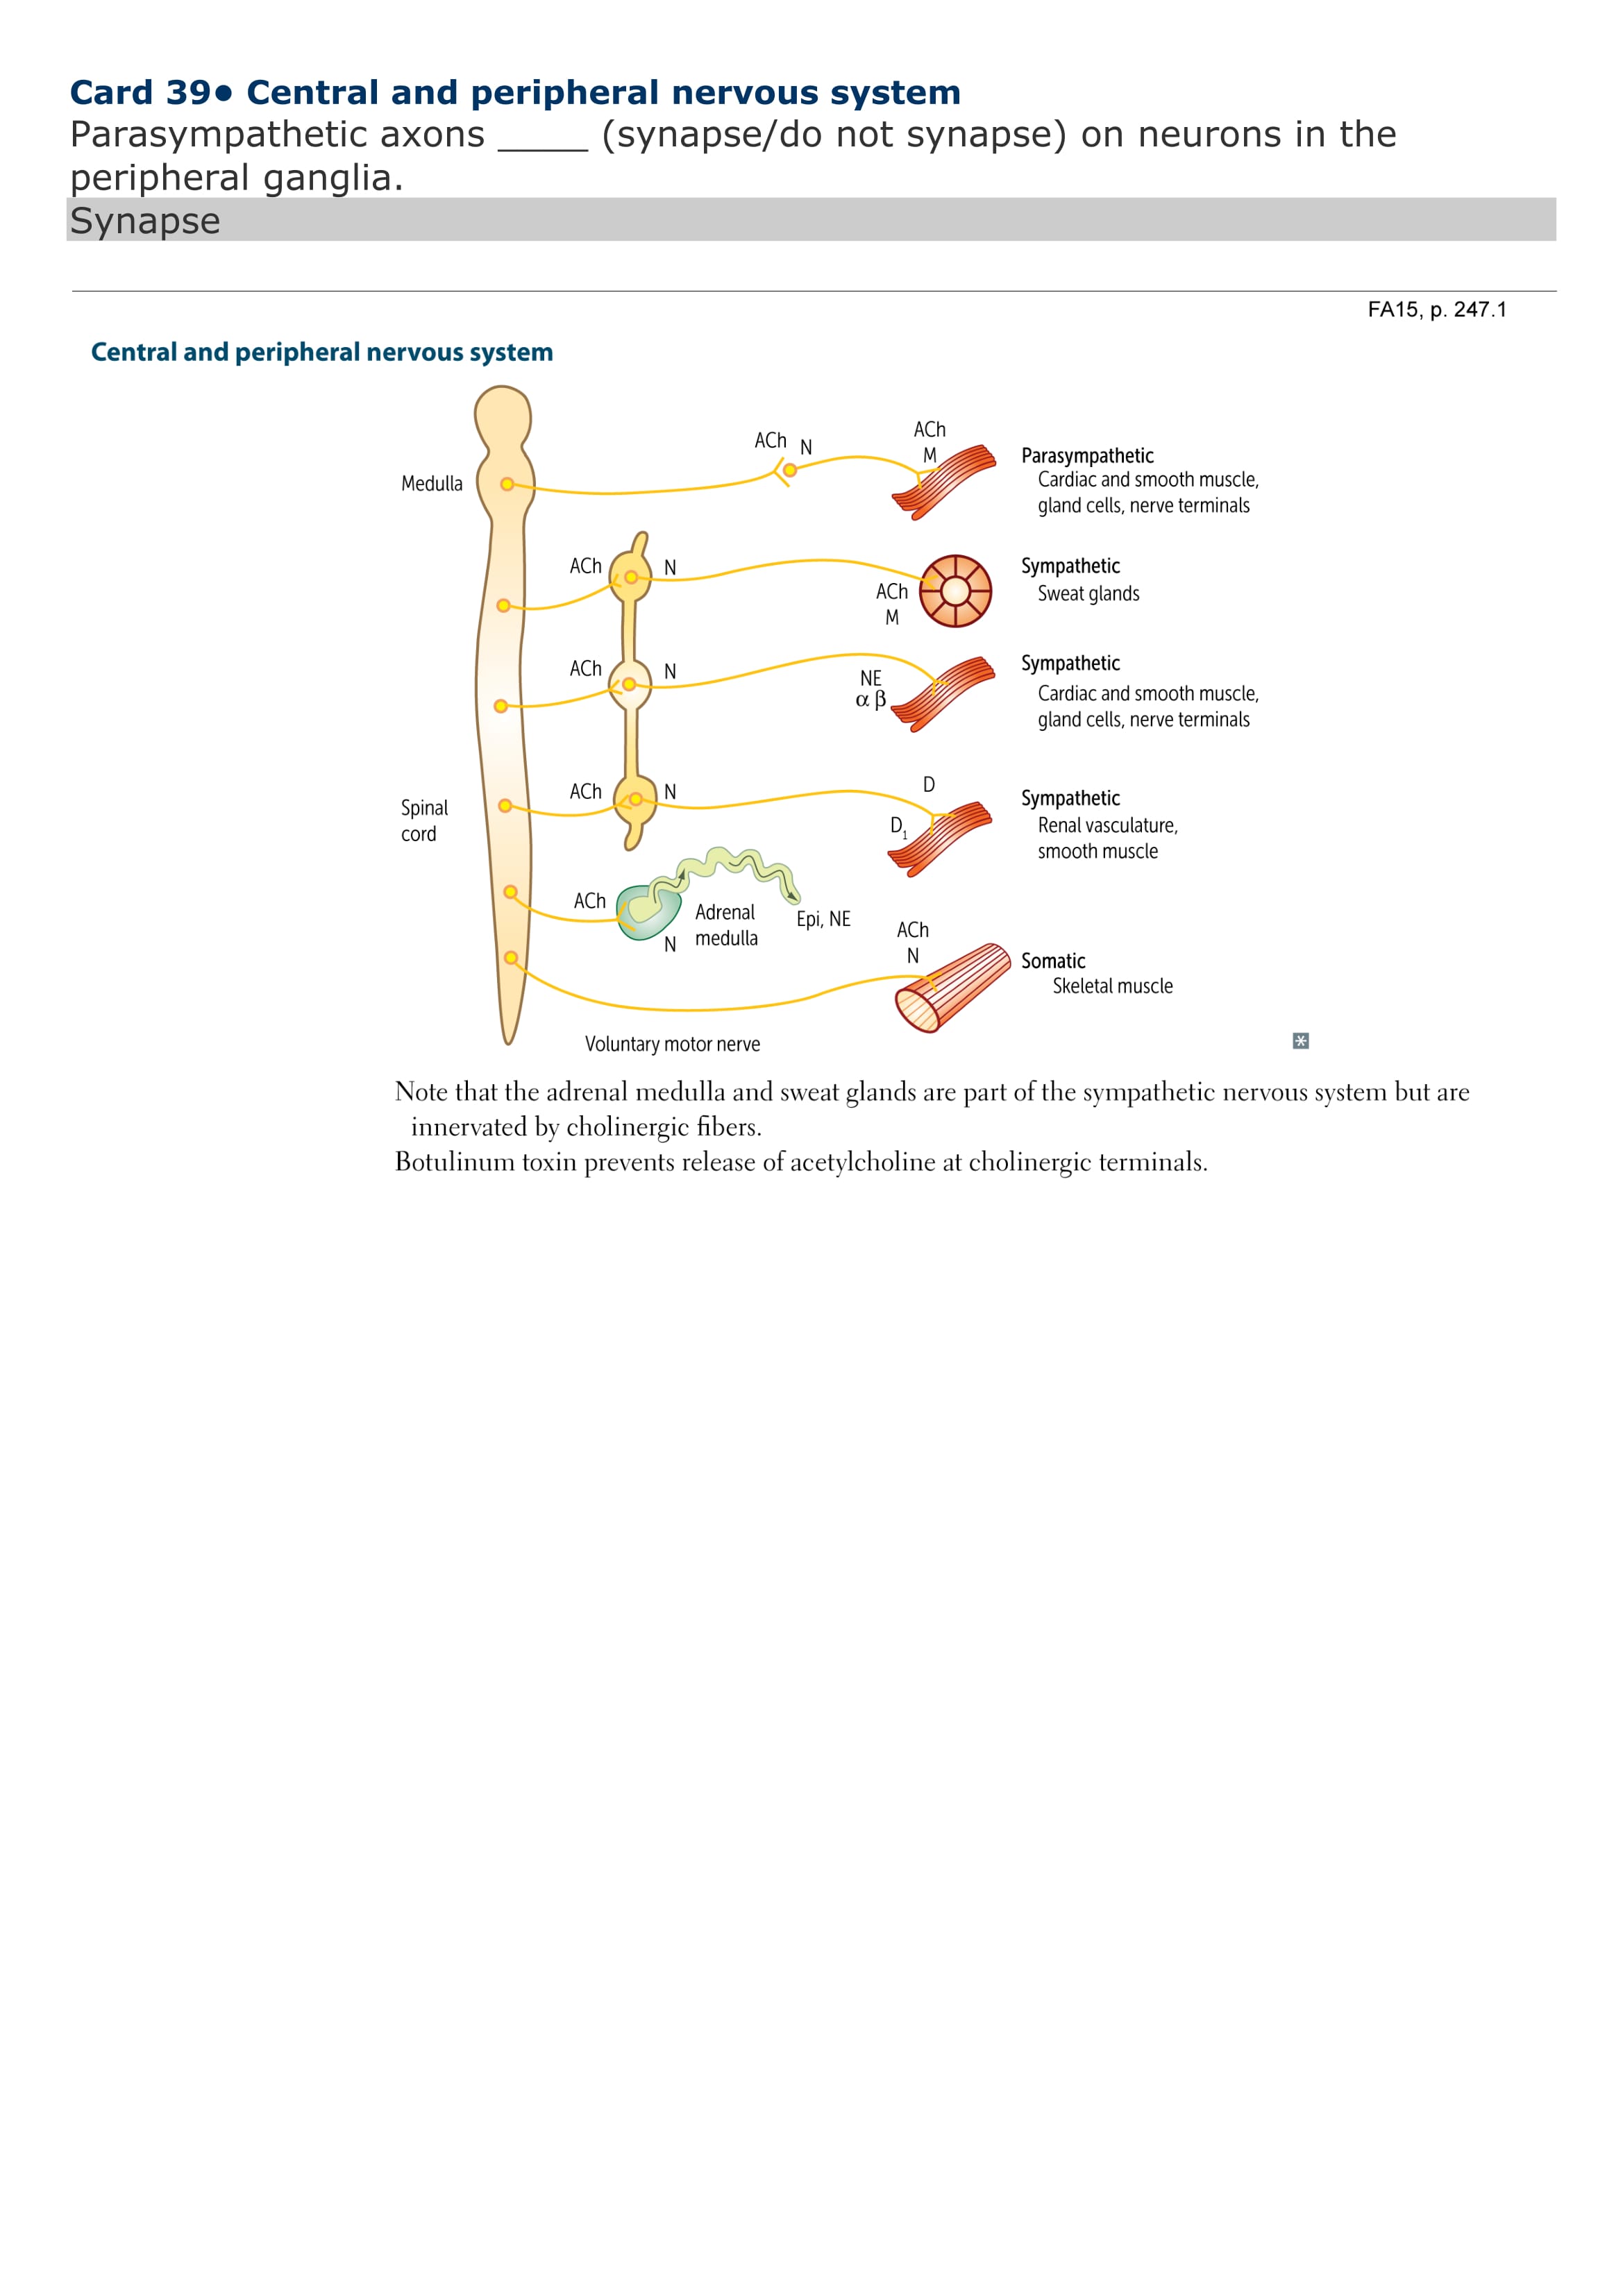 Card 39• Central and peripheral nervous system
Parasympathetic axons _____ (synapse/do not synapse) on neurons in the
peripheral ganglia.
Synapse
FA15, p. 247.1
Central and peripheral nervous system
Medulla
ACh N
ACh
M
Parasympathetic
Cardiac and smooth muscle,
gland cells, nerve terminals
ACh
N
ACh
M
Sympathetic
Sweat glands
ACh
N
NE
α β
Sympathetic
Cardiac and smooth muscle,
gland cells, nerve terminals
Spinal
cord
ACh
N
D
D1
Sympathetic
Renal vasculature,
smooth muscle
ACh
N
Adrenal
medulla
Epi, NE
ACh
N
Somatic
Skeletal muscle
Voluntary motor nerve
Note that the adrenal medulla and sweat glands are part of the sympathetic nervous system but are
innervated by cholinergic fibers.
Botulinum toxin prevents release of acetylcholine at cholinergic terminals.